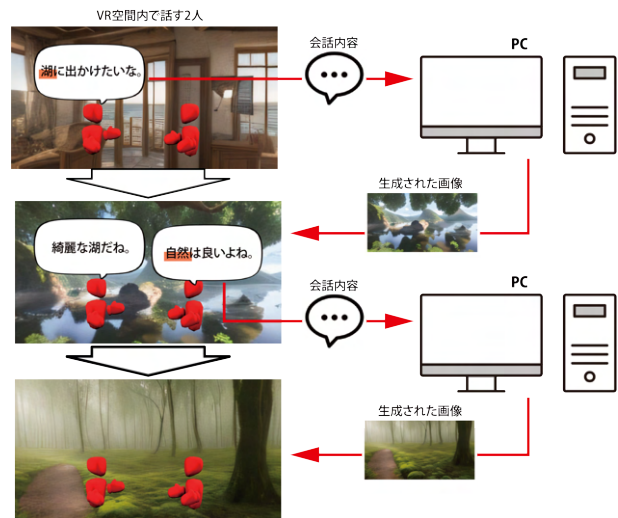 VR空間内で話す2人
湖に出かけたいな。
会話内容
PC
生成された画像
綺麗な湖だね。
自然は良いよね。
会話内容
PC
生成された画像